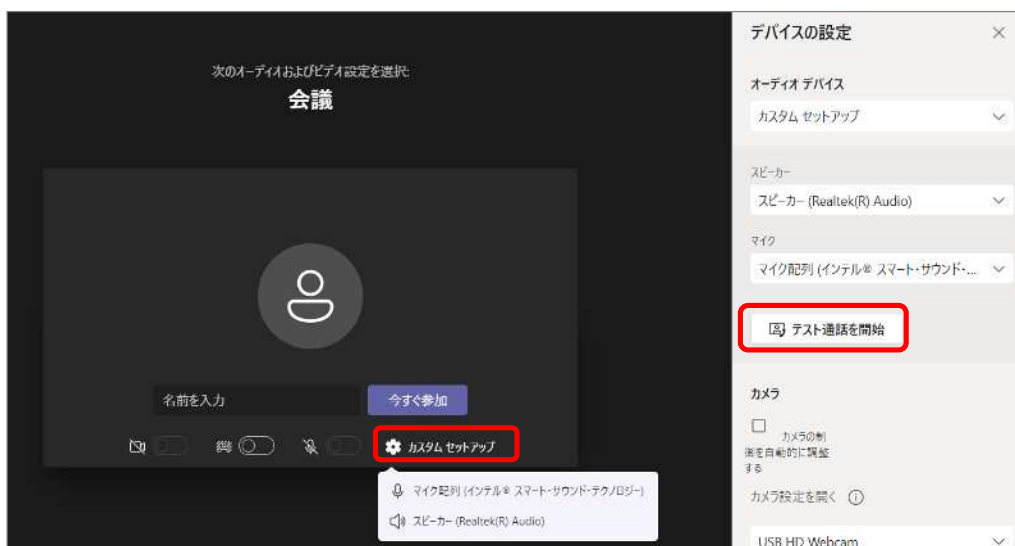 次のオーディオおよびビデオ設定を選択:
会議
名前を入力
今すぐ参加
カスタム セットアップ
マイク配列 (インテル® スマート・サウンド・テクノロジー)
スピーカー (Realtek(R) Audio)
デバイスの設定
オーディオ デバイス
カスタム セットアップ
スピーカー
スピーカー (Realtek(R) Audio)
マイク
マイク配列 (インテル® スマート・サウンド・...
テスト通話を開始
カメラ
カメラの制
御を自動的に調整
する
カメラ設定を開く
USB HD Webcam